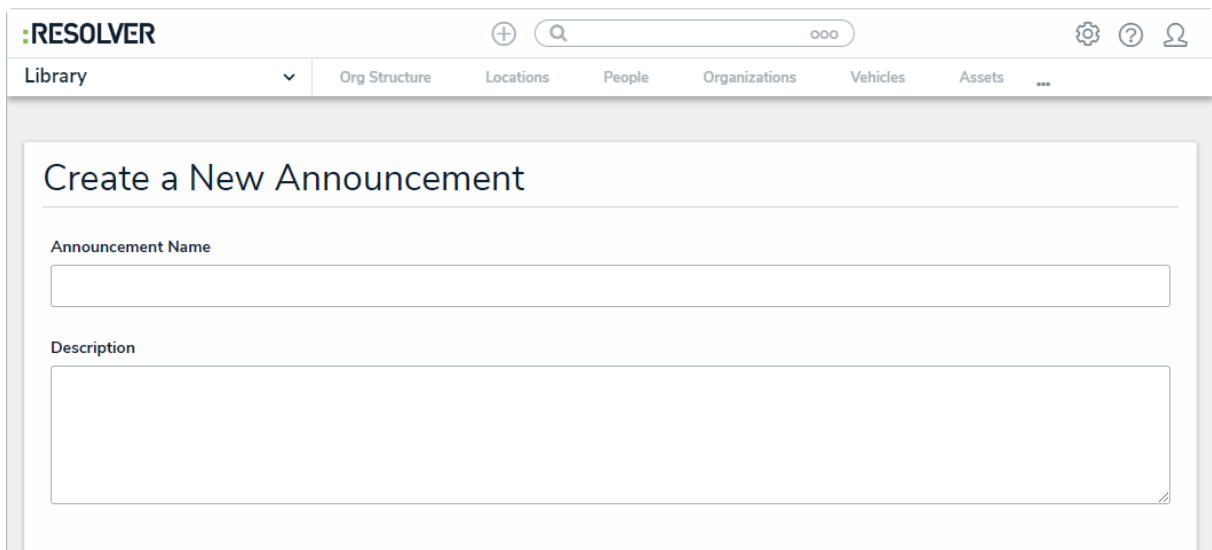 :RESOLVER
Library
Org Structure
Locations
People
Organizations
Vehicles
Assets
...
Create a New Announcement
Announcement Name
Description